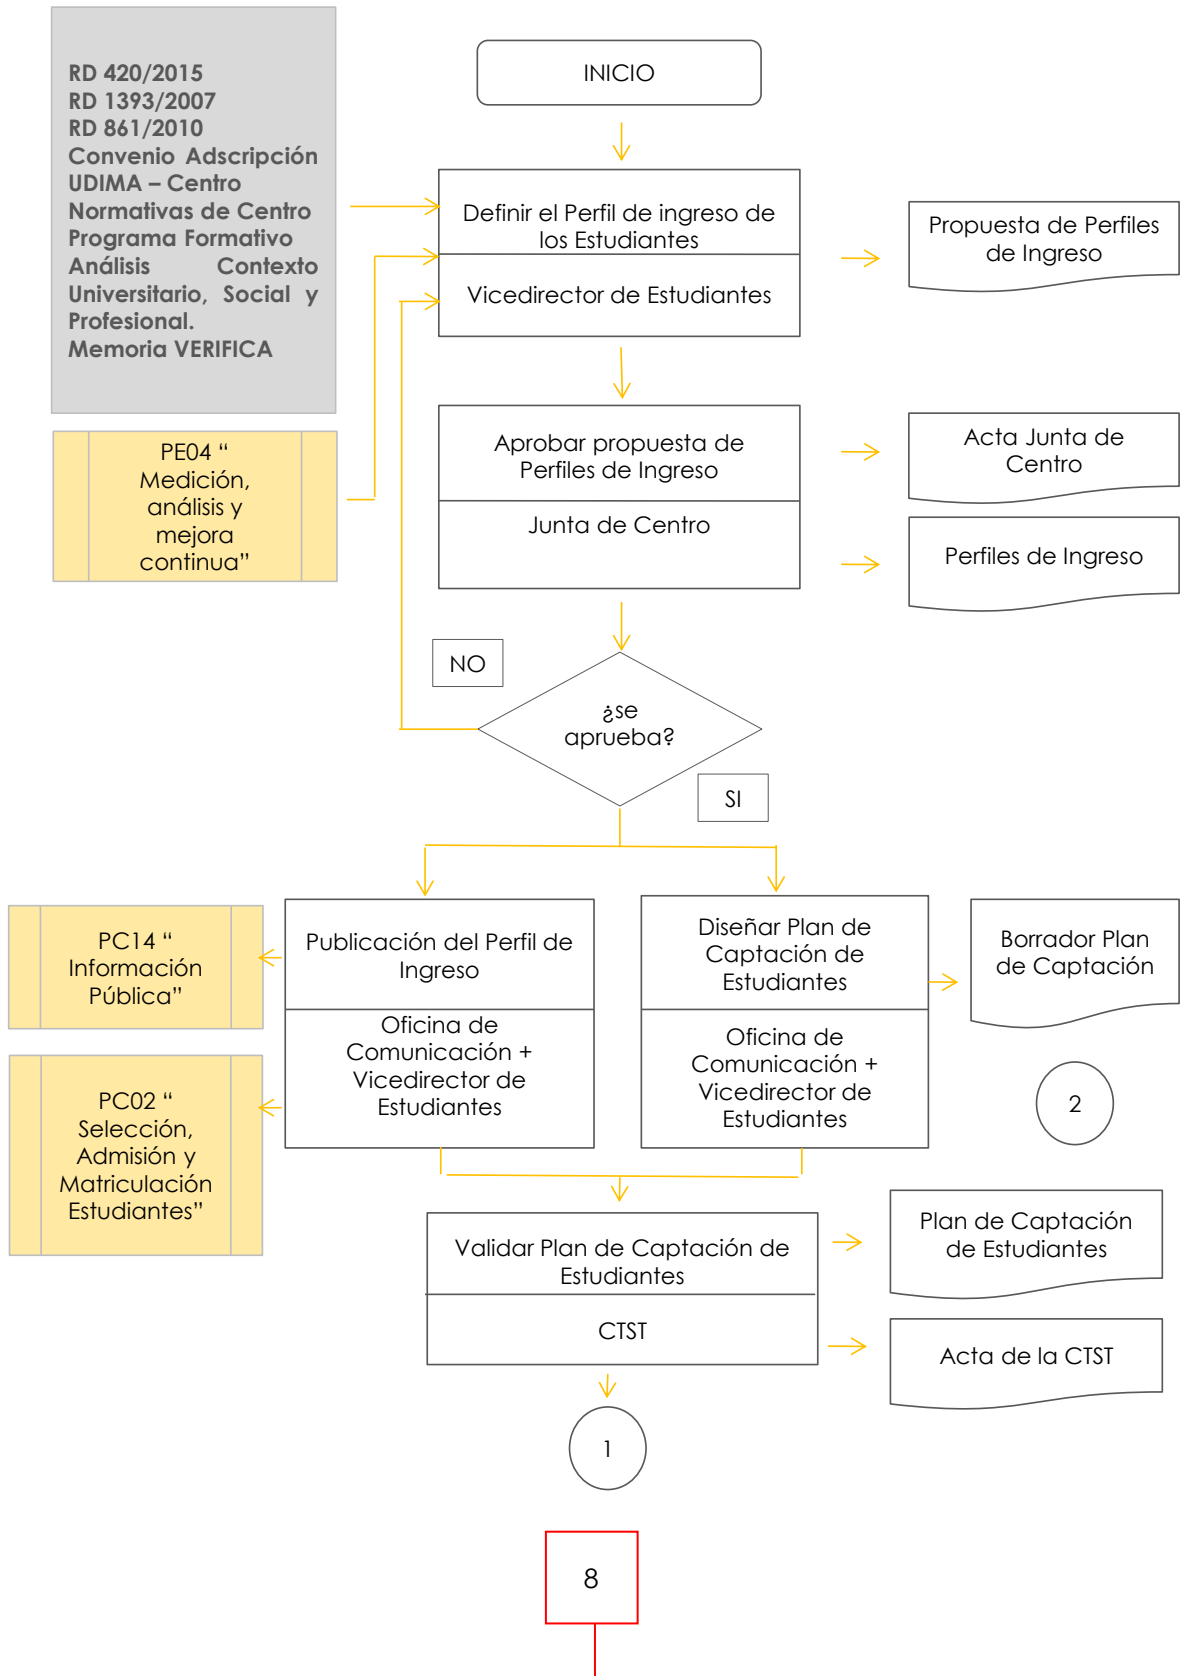 RD 420/2015
RD 1393/2007
RD 861/2010
Convenio Adscripción
UDIMA – Centro
Normativas de Centro
Programa Formativo
Análisis Contexto
Universitario, Social y
Profesional.
Memoria VERIFICA
INICIO
Definir el Perfil de ingreso de
los Estudiantes
Vicedirector de Estudiantes
Propuesta de Perfiles
de Ingreso
PE04 “
Medición,
análisis y
mejora
continua”
Aprobar propuesta de
Perfiles de Ingreso
Junta de Centro
Acta Junta de
Centro
Perfiles de Ingreso
NO
¿se
aprueba?
SI
PC14 “
Información
Pública”
Publicación del Perfil de
Ingreso
Oficina de
Comunicación +
Vicedirector de
Estudiantes
Diseñar Plan de
Captación de
Estudiantes
Oficina de
Comunicación +
Vicedirector de
Estudiantes
Borrador Plan
de Captación
PC02 “
Selección,
Admisión y
Matriculación
Estudiantes”
2
Validar Plan de Captación de
Estudiantes
CTST
Plan de Captación
de Estudiantes
Acta de la CTST
1
8